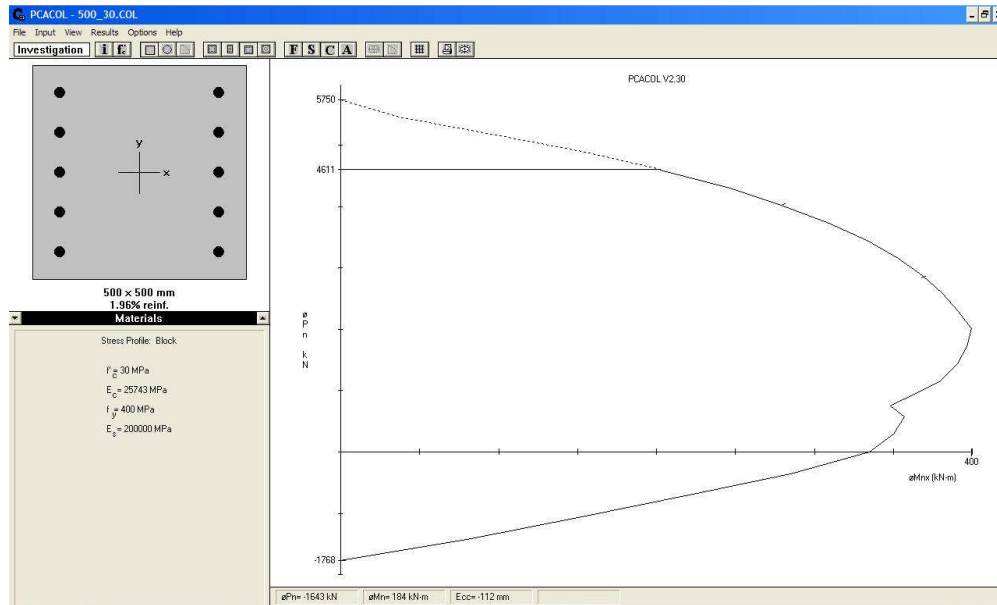 PCACOL - 500_30.COL
File Input View Results Options Help
Investigation i f'c F S C A
y
x
500 x 500 mm
1.96% reinf.
Materials
Stress Profile: Block
f'c = 30 MPa
Ec = 25743 MPa
fy = 400 MPa
Es = 200000 MPa
PCACOL V2.30
5750
4611
øPn kN
400
øMnx (kN-m)
-1768
øPn= -1643 kN øMn= 184 kN-m Ecc= -112 mm